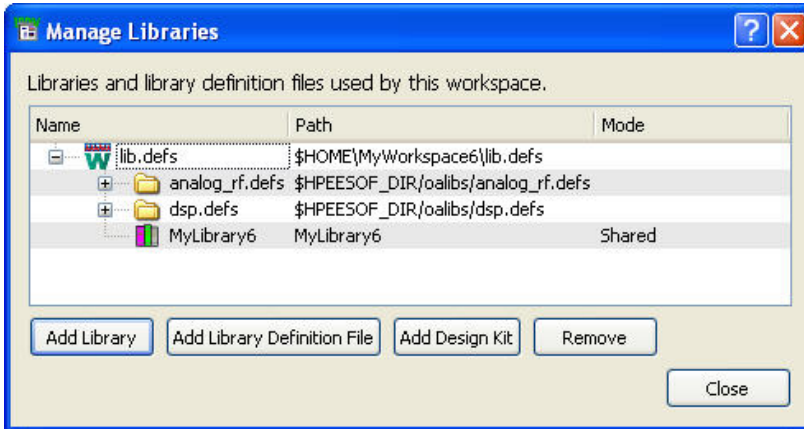 Manage Libraries
Libraries and library definition files used by this workspace.
Name Path Mode
lib.defs $HOME\MyWorkspace6\lib.defs
analog_rf.defs $HPEESOF_DIR/oalibs/analog_rf.defs
dsp.defs $HPEESOF_DIR/oalibs/dsp.defs
MyLibrary6 MyLibrary6 Shared
Add Library Add Library Definition File Add Design Kit Remove
Close